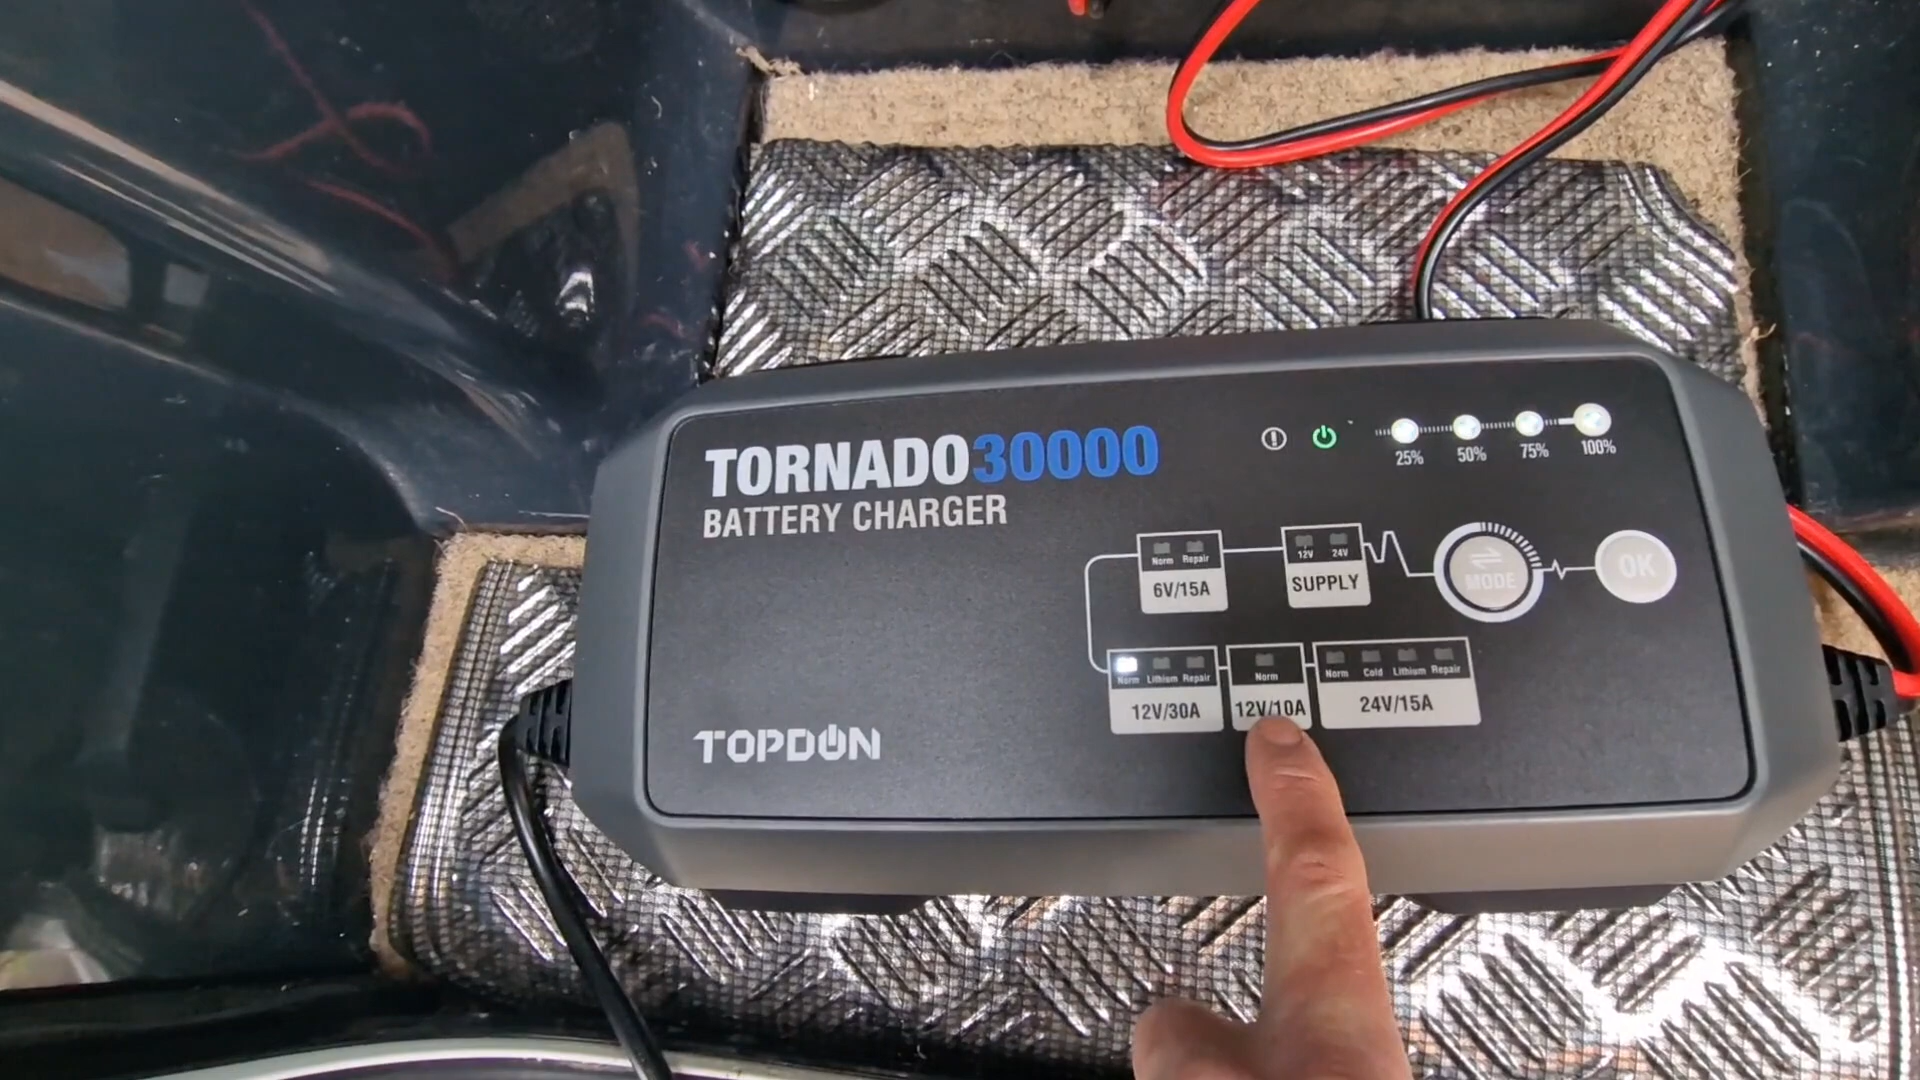 TORNADO30000
BATTERY CHARGER
25% 50% 75% 100%
Norm Repair
6V/15A
12V 24V
SUPPLY
MODE
OK
Norm Lithium Repair
12V/30A
Norm
12V/10A
Norm Cold Lithium Repair
24V/15A
TOPDON